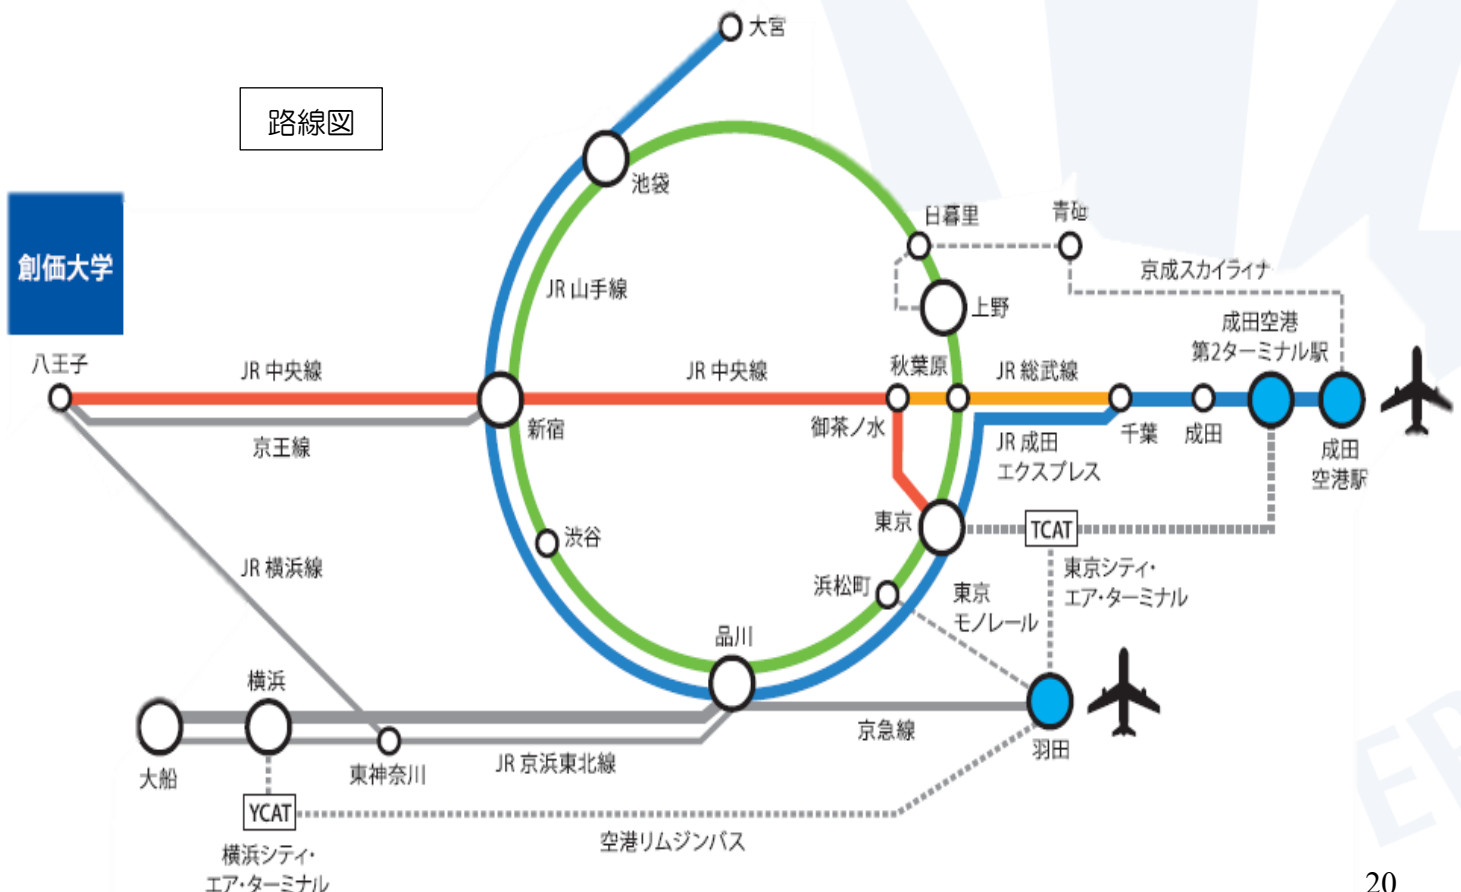 大宮
路線図
池袋
日暮里
青砥
創価大学
京成スカイライナ
JR 山手線
上野
成田空港
第2ターミナル駅
八王子
JR 中央線
JR 中央線
秋葉原
JR 総武線
新宿
御茶ノ水
千葉
成田
京王線
JR 成田
エクスプレス
成田
空港駅
東京
TCAT
渋谷
JR 横浜線
東京シティ・
エア・ターミナル
浜松町
東京
モノレール
品川
横浜
京急線
羽田
大船
東神奈川
JR 京浜東北線
YCAT
空港リムジンバス
横浜シティ・
エア・ターミナル
20